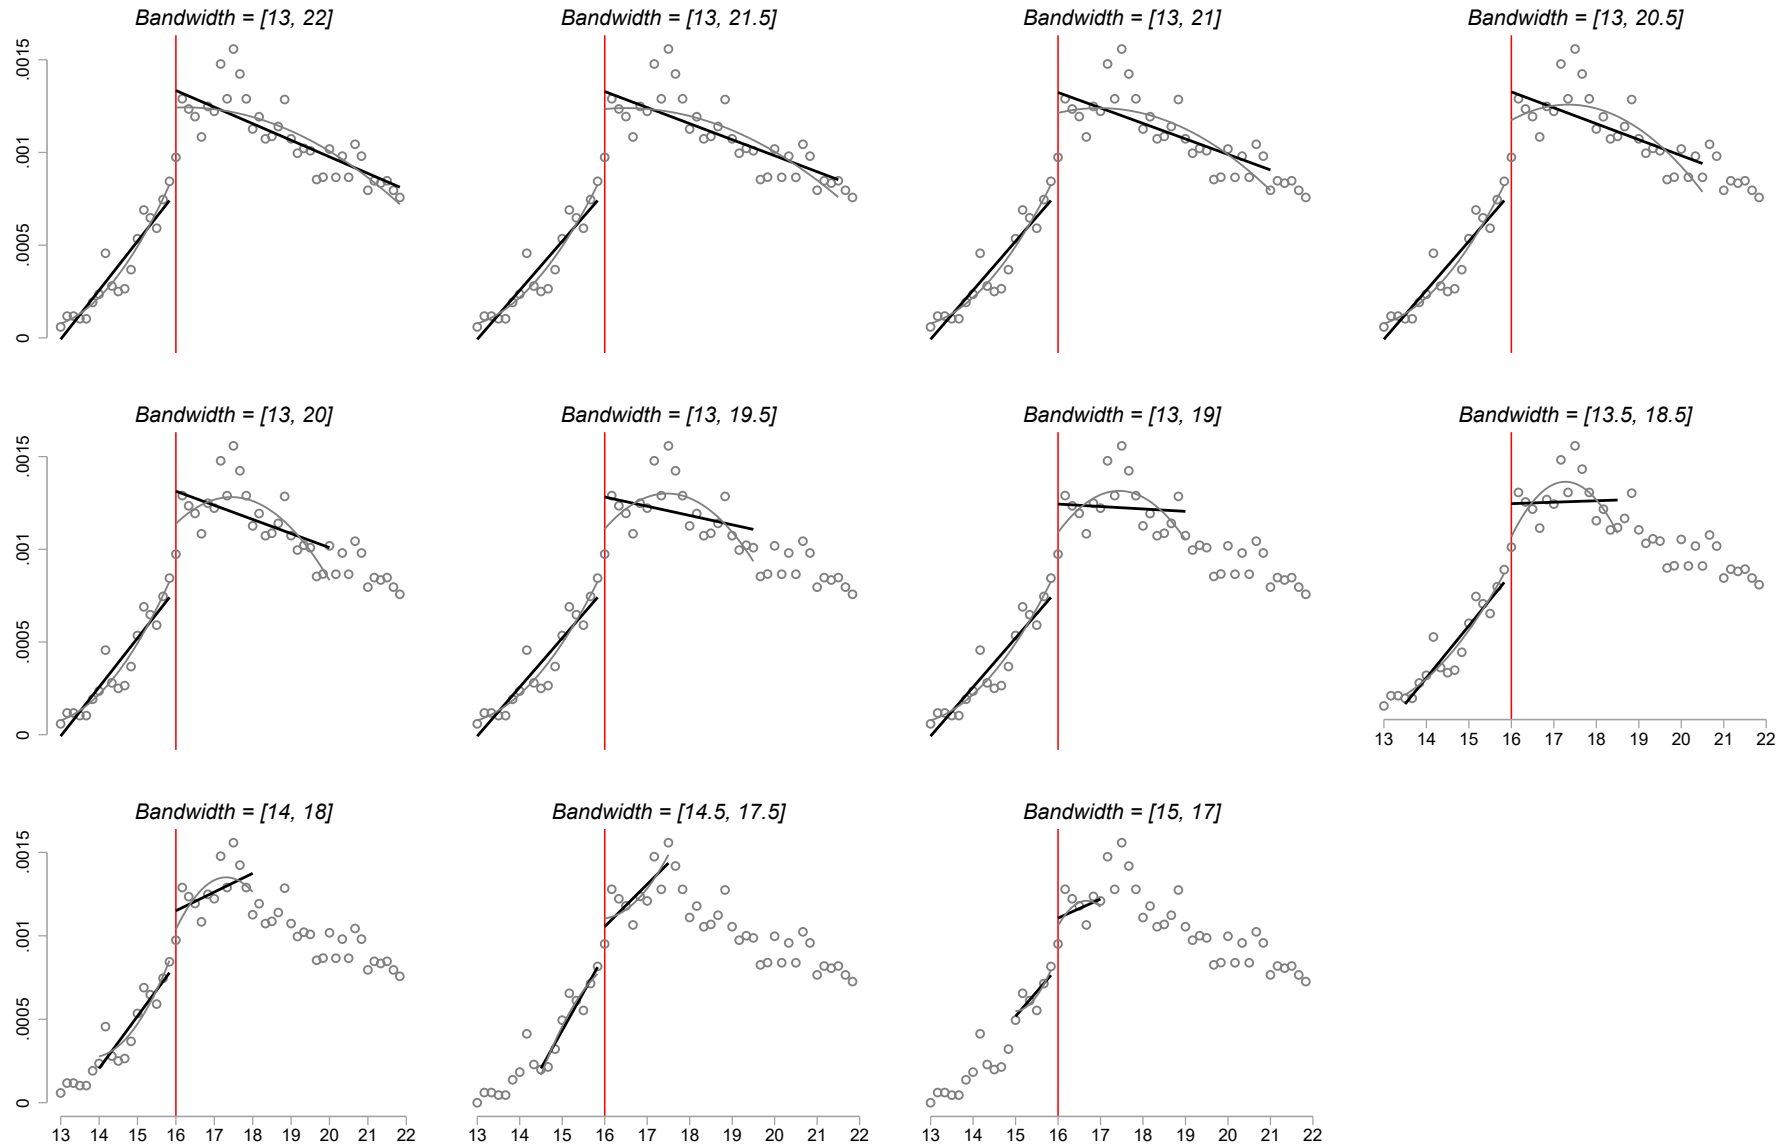 Bandwidth = [13, 22]
Bandwidth = [13, 21.5]
Bandwidth = [13, 21]
Bandwidth = [13, 20.5]
.0015
.001
.0005
0
Bandwidth = [13, 20]
Bandwidth = [13, 19.5]
Bandwidth = [13, 19]
Bandwidth = [13.5, 18.5]
.0015
.001
.0005
0
13 14 15 16 17 18 19 20 21 22
Bandwidth = [14, 18]
Bandwidth = [14.5, 17.5]
Bandwidth = [15, 17]
.0015
.001
.0005
0
13 14 15 16 17 18 19 20 21 22
13 14 15 16 17 18 19 20 21 22
13 14 15 16 17 18 19 20 21 22